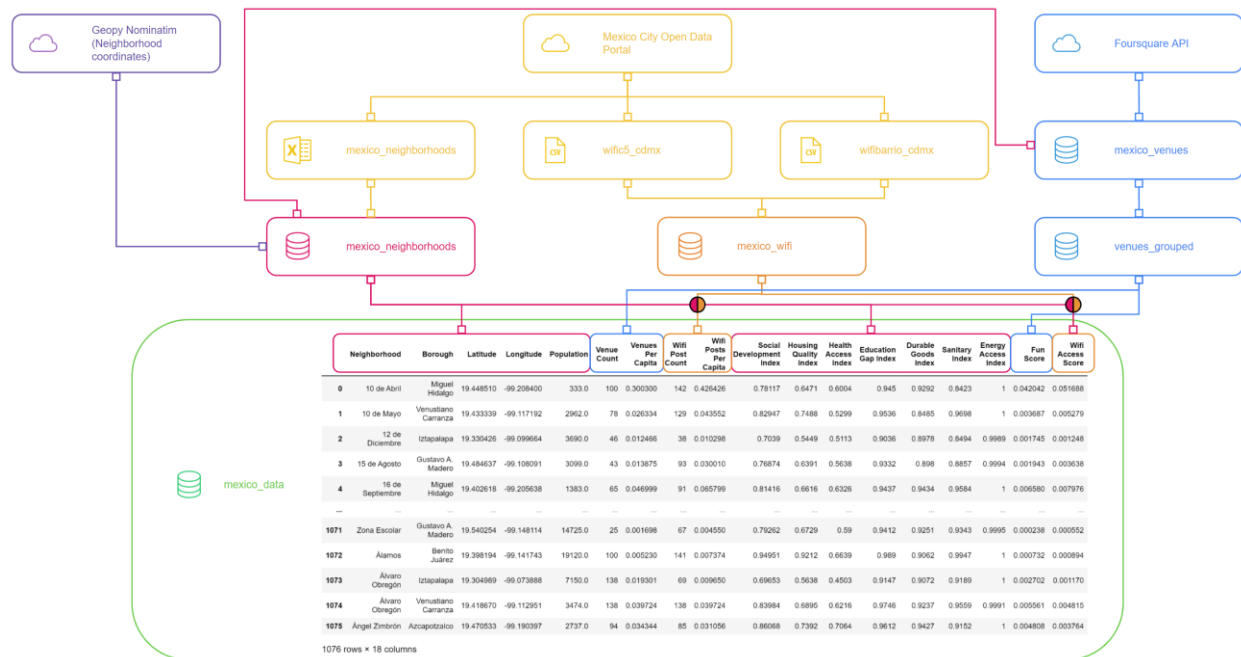 Geopy Nominatim
(Neighborhood
coordinates)
Mexico City Open Data
Portal
Foursquare API
mexico_neighborhoods
CSV
wific5_cdmx
CSV
wifibarrio_cdmx
mexico_venues
mexico_neighborhoods
mexico_wifi
venues_grouped
mexico_data
Neighborhood Borough Latitude Longitude Population Venue Count Venues Per Capita Wifi Post Count Wifi Posts Per Capita Social Development Index Housing Quality Index Health Access Index Education Gap Index Durable Goods Index Sanitary Index Energy Access Index Fun Score Wifi Access Score
0 10 de Abril Miguel Hidalgo 19.448510 -99.208400 333.0 100 0.300300 142 0.426426 0.78117 0.6471 0.6004 0.945 0.9292 0.8423 1 0.042042 0.051688
1 10 de Mayo Venustiano Carranza 19.433339 -99.117192 2962.0 78 0.026334 129 0.043552 0.82947 0.7488 0.5299 0.9536 0.8485 0.9698 1 0.003687 0.005279
2 12 de Diciembre Iztapalapa 19.330426 -99.099664 3690.0 46 0.012466 38 0.010298 0.7039 0.5449 0.5113 0.9036 0.8978 0.8494 0.9989 0.001745 0.001248
3 15 de Agosto Gustavo A. Madero 19.484637 -99.108091 3099.0 43 0.013875 93 0.030010 0.76874 0.6391 0.5638 0.9332 0.898 0.8857 0.9994 0.001943 0.003638
4 16 de Septiembre Miguel Hidalgo 19.402618 -99.205638 1383.0 65 0.046999 91 0.065799 0.81416 0.6616 0.6326 0.9437 0.9434 0.9584 1 0.006580 0.007976
... ... ... ... ... ... ... ... ... ... ... ... ... ... ... ... ... ... ...
1071 Zona Escolar Gustavo A. Madero 19.540254 -99.148114 14725.0 25 0.001698 67 0.004550 0.79262 0.6729 0.59 0.9412 0.9251 0.9343 0.9995 0.000238 0.000552
1072 Álamos Benito Juárez 19.398194 -99.141743 19120.0 100 0.005230 141 0.007374 0.94951 0.9212 0.6639 0.989 0.9062 0.9947 1 0.000732 0.000894
1073 Álvaro Obregón Iztapalapa 19.304989 -99.073888 7150.0 138 0.019301 69 0.009650 0.69653 0.5638 0.4503 0.9147 0.9072 0.9189 1 0.002702 0.001170
1074 Álvaro Obregón Venustiano Carranza 19.418670 -99.112951 3474.0 138 0.039724 138 0.039724 0.83984 0.6895 0.6216 0.9746 0.9237 0.9559 0.9991 0.005561 0.004815
1075 Ángel Zimbrón Azcapotzalco 19.470533 -99.190397 2737.0 94 0.034344 85 0.031056 0.86068 0.7392 0.7064 0.9612 0.9427 0.9152 1 0.004808 0.003764
1076 rows × 18 columns